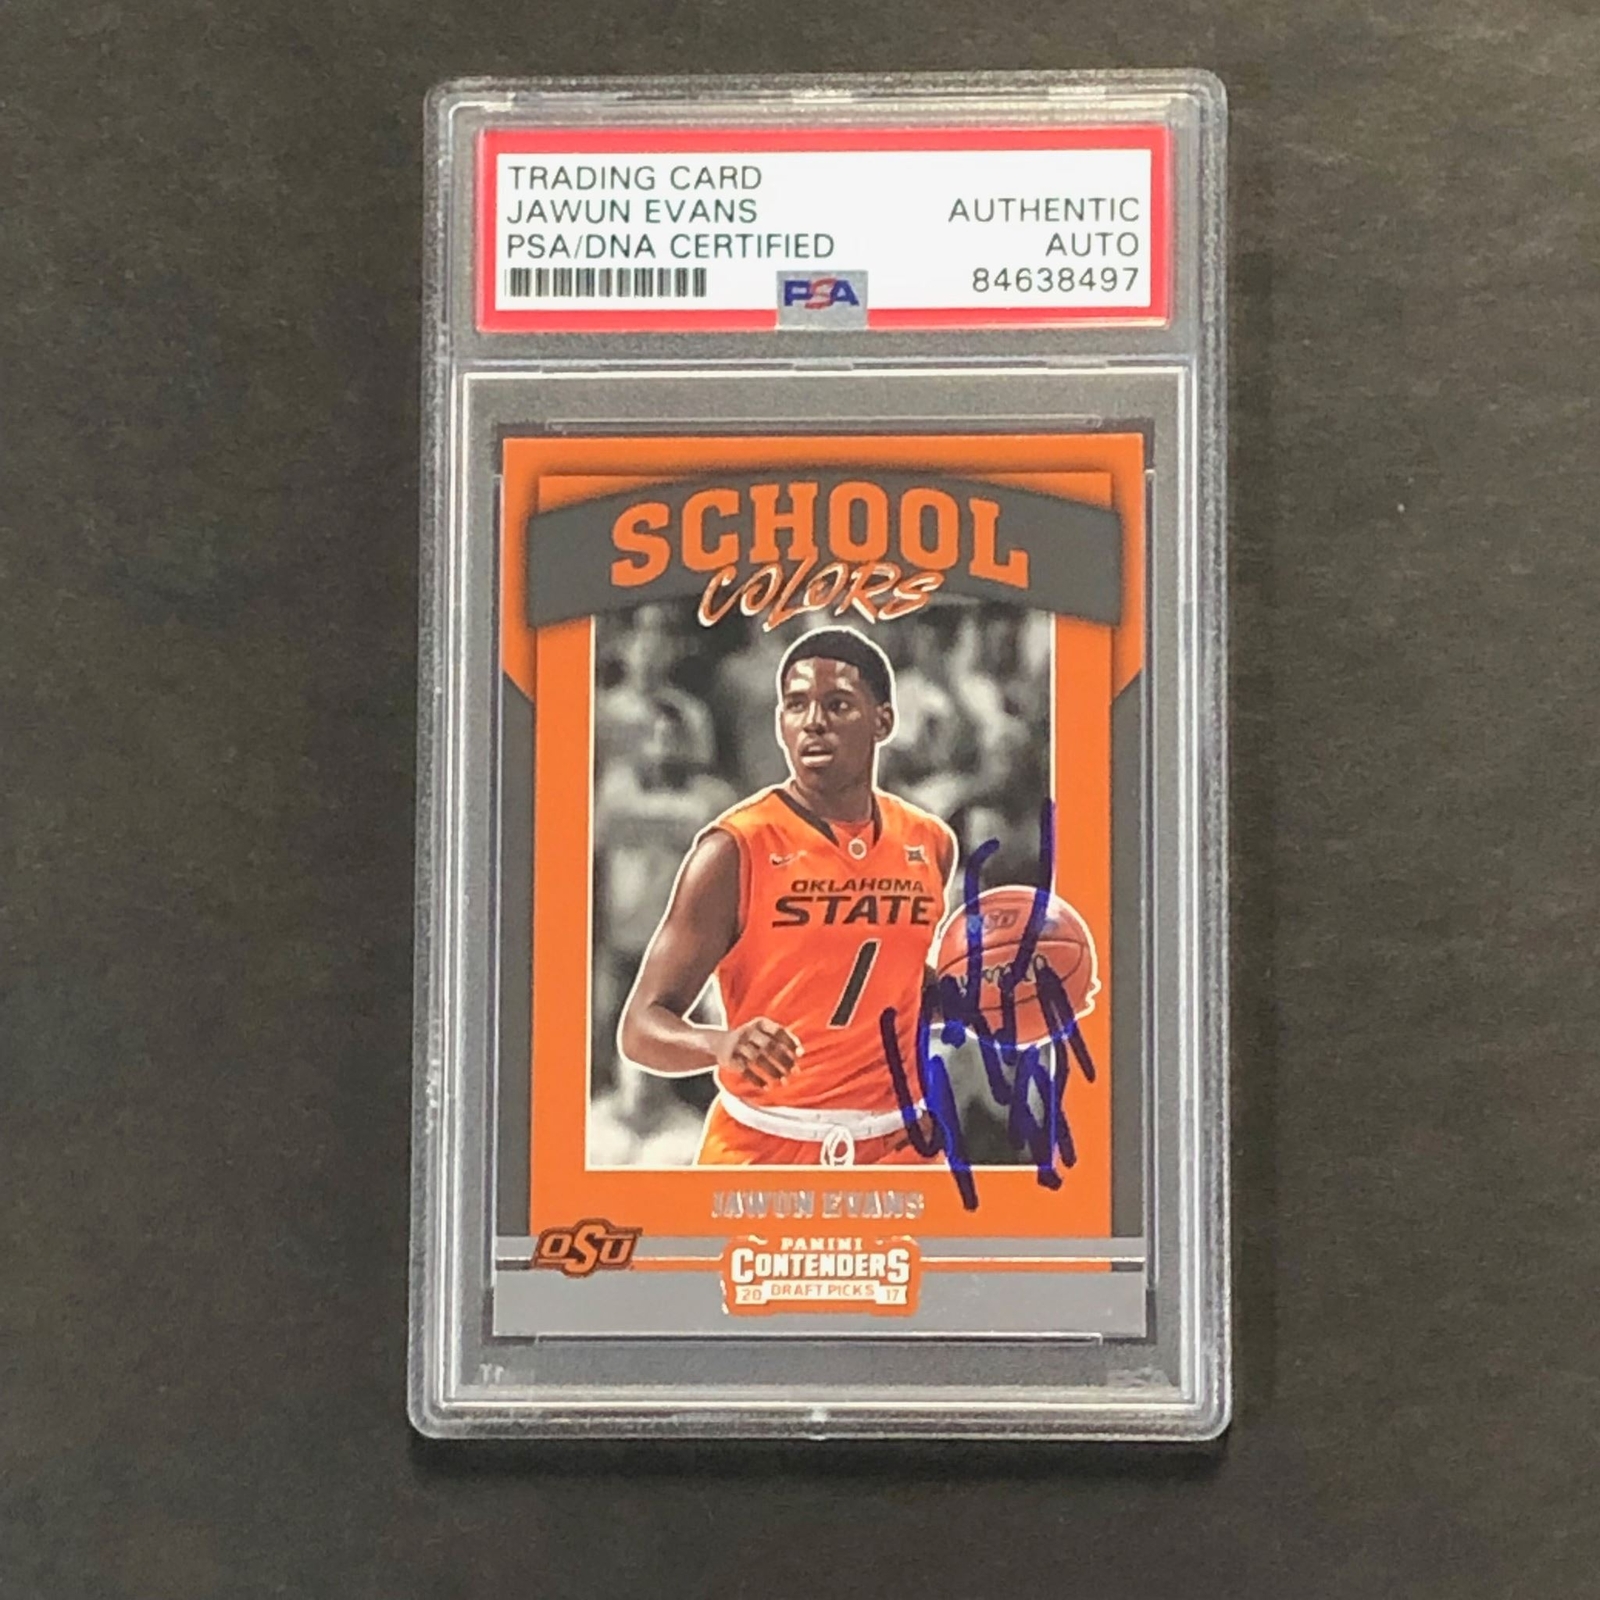 TRADING CARD
JAWUN EVANS
PSA/DNA CERTIFIED
AUTHENTIC
AUTO
84638497
PSA
SCHOOL
COLORS
OKLAHOMA
STATE
1
JAWUN EVANS
OSU
PANINI
CONTENDERS
20 DRAFT PICKS 17